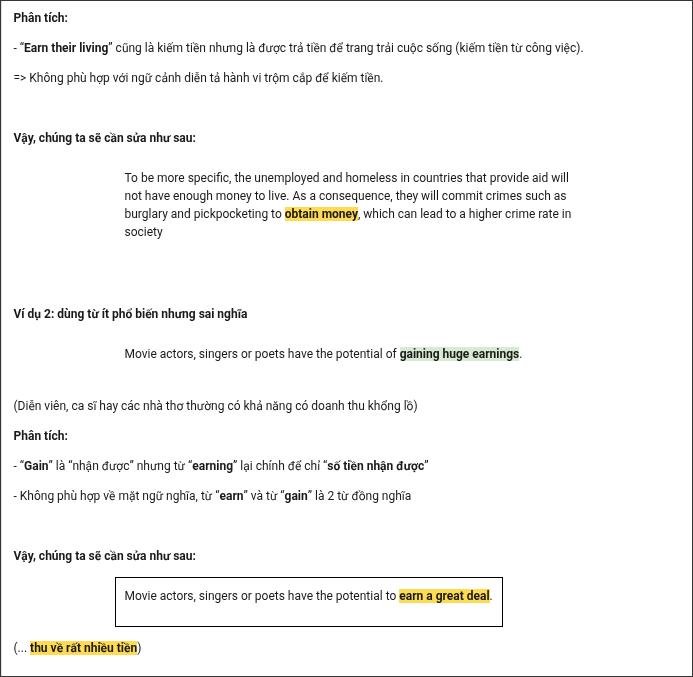 Phân tích:
- “Earn their living” cũng là kiếm tiền nhưng là được trả tiền để trang trải cuộc sống (kiếm tiền từ công việc).
=> Không phù hợp với ngữ cảnh diễn tả hành vi trộm cắp để kiếm tiền.
Vậy, chúng ta sẽ cần sửa như sau:
To be more specific, the unemployed and homeless in countries that provide aid will
not have enough money to live. As a consequence, they will commit crimes such as
burglary and pickpocketing to obtain money, which can lead to a higher crime rate in
society
Ví dụ 2: dùng từ ít phổ biến nhưng sai nghĩa
Movie actors, singers or poets have the potential of gaining huge earnings.
(Diễn viên, ca sĩ hay các nhà thơ thường có khả năng có doanh thu khổng lồ)
Phân tích:
- “Gain” là “nhận được” nhưng từ “earning” lại chính để chỉ “số tiền nhận được”
- Không phù hợp về mặt ngữ nghĩa, từ “earn” và từ “gain” là 2 từ đồng nghĩa
Vậy, chúng ta sẽ cần sửa như sau:
Movie actors, singers or poets have the potential to earn a great deal.
(... thu về rất nhiều tiền)